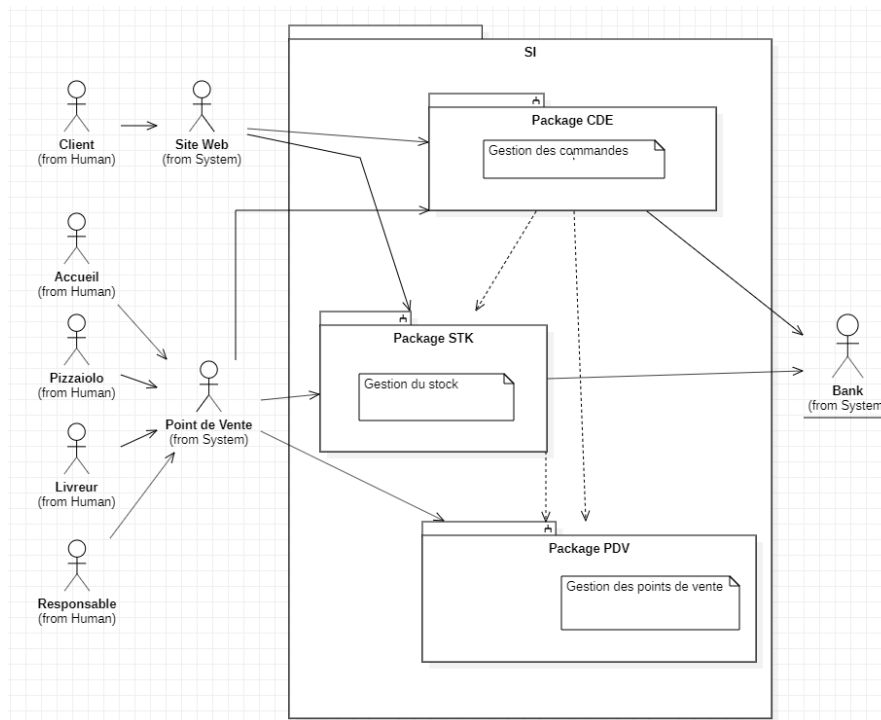 SI
Package CDE
Gestion des commandes
Client
(from Human)
Site Web
(from System)
Accueil
(from Human)
Pizzaiolo
(from Human)
Livreur
(from Human)
Responsable
(from Human)
Point de Vente
(from System)
Package STK
Gestion du stock
Bank
(from System
Package PDV
Gestion des points de vente